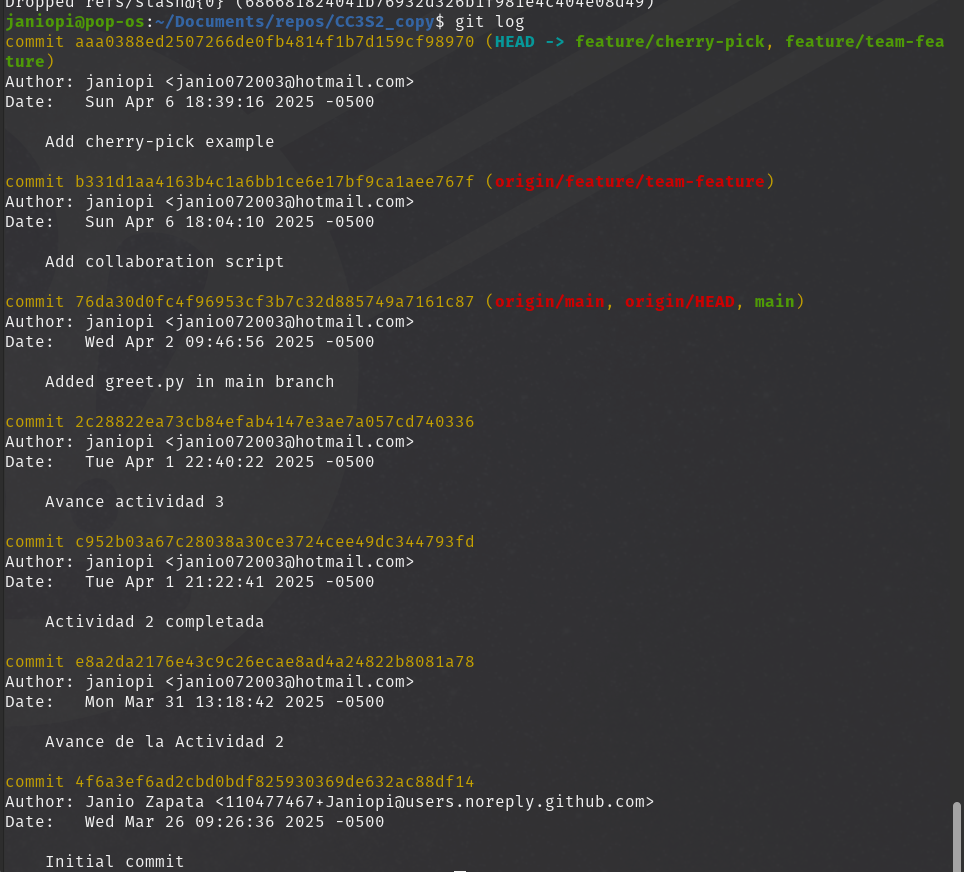 Dropped refs/stash@{0} (686681824041b76932d326b1f981e4c404e08d49)
janiopi@pop-os:~/Documents/repos/CC3S2_copy$ git log
commit aaa0388ed2507266de0fb4814f1b7d159cf98970 (HEAD -> feature/cherry-pick, feature/team-fea
ture)
Author: janiopi <janio072003@hotmail.com>
Date:   Sun Apr 6 18:39:16 2025 -0500
    Add cherry-pick example
commit b331d1aa4163b4c1a6bb1ce6e17bf9ca1aee767f (origin/feature/team-feature)
Author: janiopi <janio072003@hotmail.com>
Date:   Sun Apr 6 18:04:10 2025 -0500
    Add collaboration script
commit 76da30d0fc4f96953cf3b7c32d885749a7161c87 (origin/main, origin/HEAD, main)
Author: janiopi <janio072003@hotmail.com>
Date:   Wed Apr 2 09:46:56 2025 -0500
    Added greet.py in main branch
commit 2c28822ea73cb84efab4147e3ae7a057cd740336
Author: janiopi <janio072003@hotmail.com>
Date:   Tue Apr 1 22:40:22 2025 -0500
    Avance actividad 3
commit c952b03a67c28038a30ce3724cee49dc344793fd
Author: janiopi <janio072003@hotmail.com>
Date:   Tue Apr 1 21:22:41 2025 -0500
    Actividad 2 completada
commit e8a2da2176e43c9c26ecae8ad4a24822b8081a78
Author: janiopi <janio072003@hotmail.com>
Date:   Mon Mar 31 13:18:42 2025 -0500
    Avance de la Actividad 2
commit 4f6a3ef6ad2cbd0bdf825930369de632ac88df14
Author: Janio Zapata <110477467+Janiopi@users.noreply.github.com>
Date:   Wed Mar 26 09:26:36 2025 -0500
    Initial commit